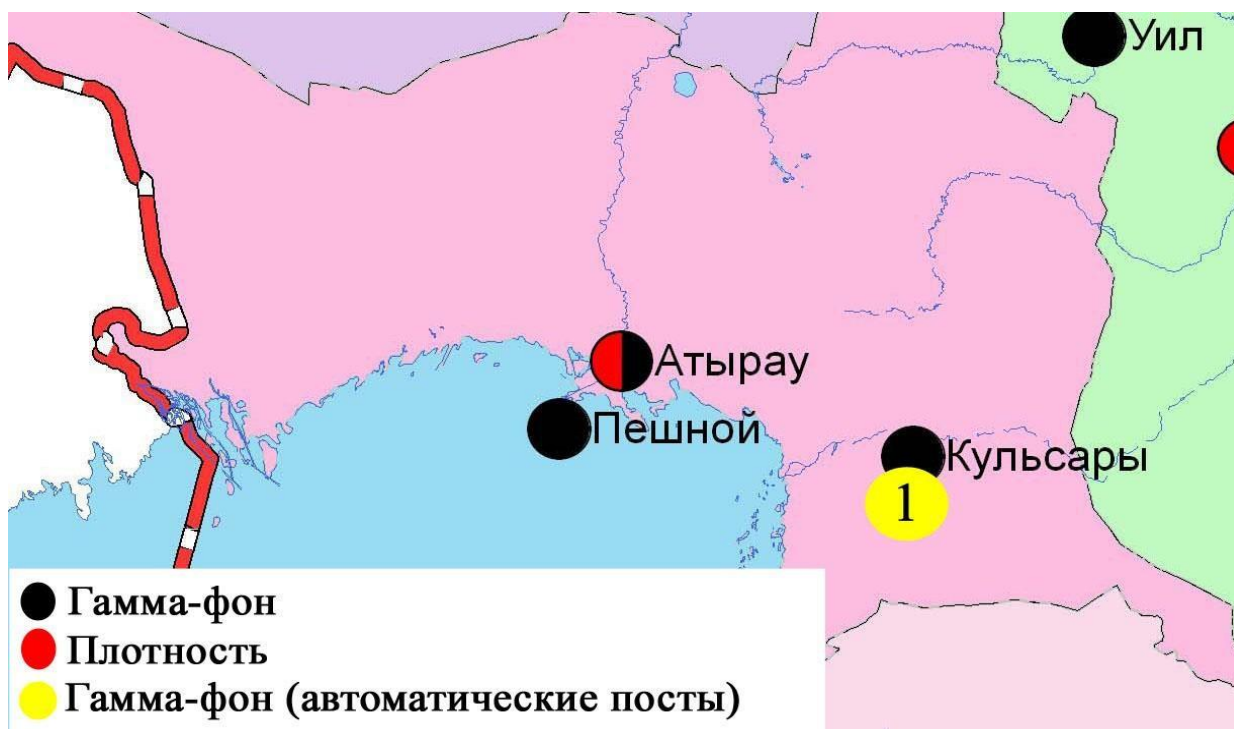 Уил
Атырау
Пешной
Кульсары
1
Гамма-фон
Плотность
Гамма-фон (автоматические посты)